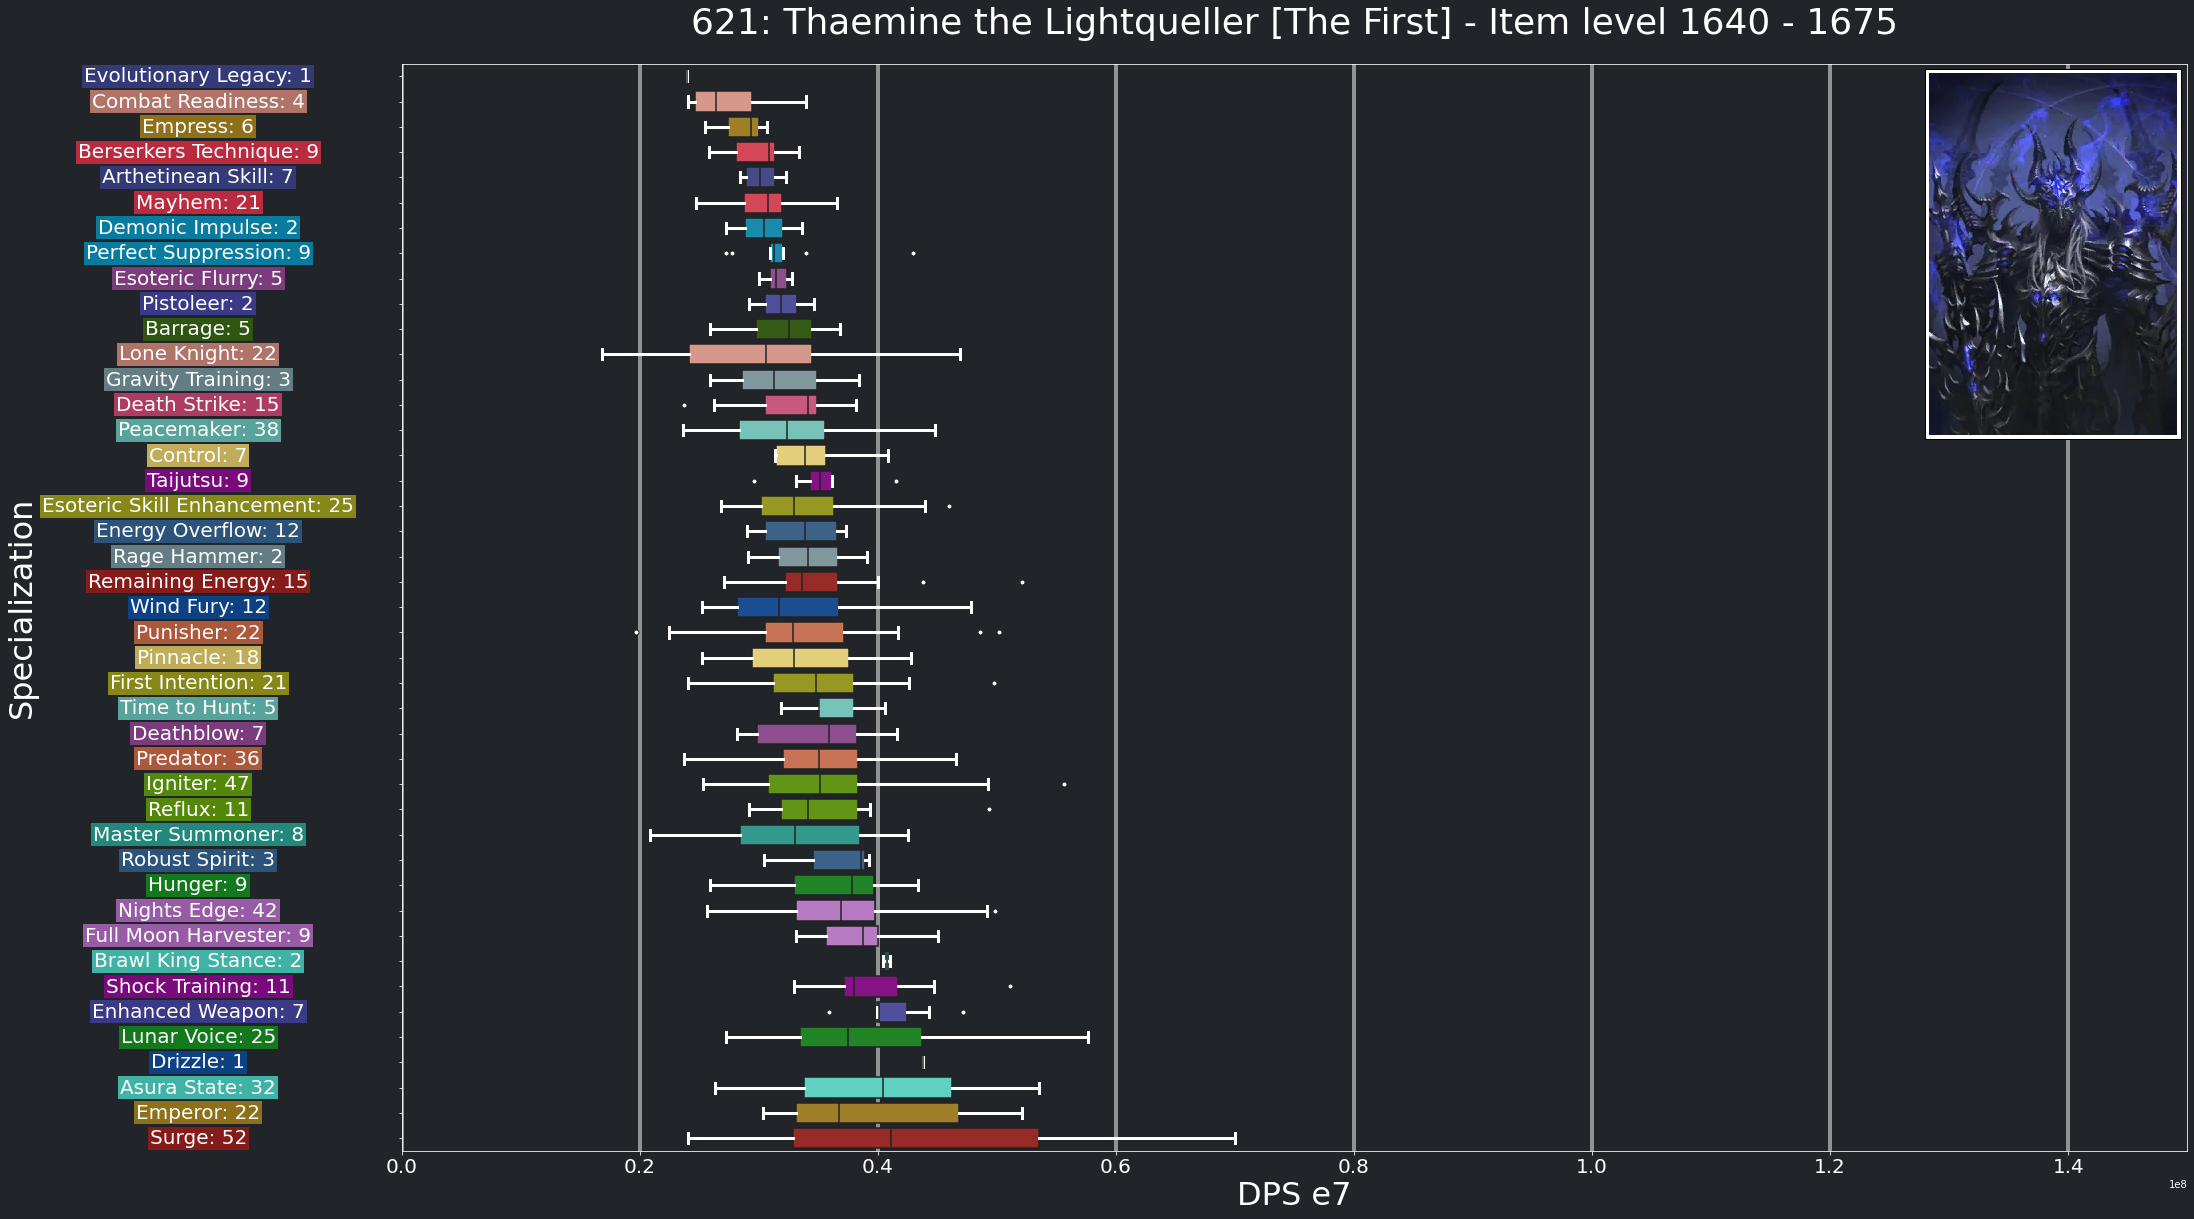 621: Thaemine the Lightqueller [The First] - Item level 1640 - 1675
Specialization
Evolutionary Legacy: 1
Combat Readiness: 4
Empress: 6
Berserkers Technique: 9
Arthetinean Skill: 7
Mayhem: 21
Demonic Impulse: 2
Perfect Suppression: 9
Esoteric Flurry: 5
Pistoleer: 2
Barrage: 5
Lone Knight: 22
Gravity Training: 3
Death Strike: 15
Peacemaker: 38
Control: 7
Taijutsu: 9
Esoteric Skill Enhancement: 25
Energy Overflow: 12
Rage Hammer: 2
Remaining Energy: 15
Wind Fury: 12
Punisher: 22
Pinnacle: 18
First Intention: 21
Time to Hunt: 5
Deathblow: 7
Predator: 36
Igniter: 47
Reflux: 11
Master Summoner: 8
Robust Spirit: 3
Hunger: 9
Nights Edge: 42
Full Moon Harvester: 9
Brawl King Stance: 2
Shock Training: 11
Enhanced Weapon: 7
Lunar Voice: 25
Drizzle: 1
Asura State: 32
Emperor: 22
Surge: 52
0.0 0.2 0.4 0.6 0.8 1.0 1.2 1.4
DPS e7
1e8